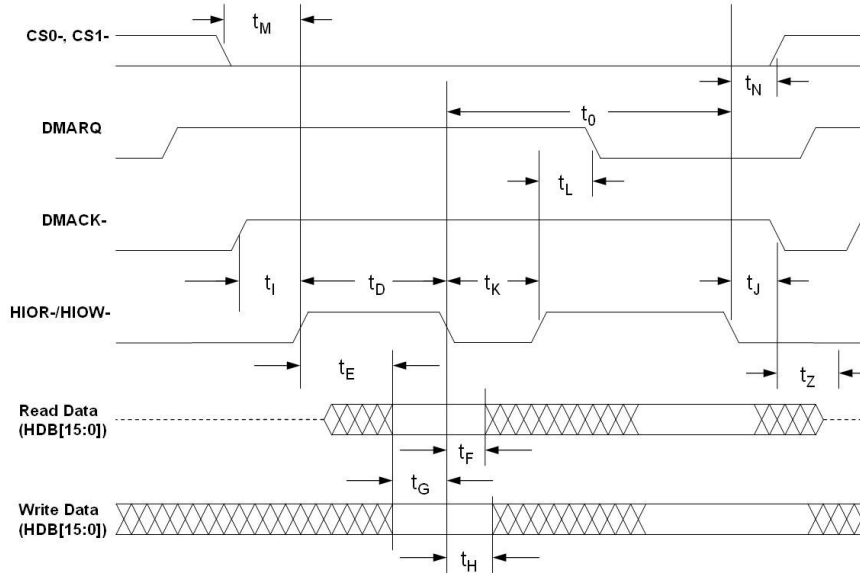 CS0-, CS1-
tM
tN
t0
DMARQ
tL
DMACK-
tI
tD
tK
tJ
HIOR-/HIOW-
tE
tZ
Read Data
(HDB[15:0])
tF
tG
Write Data
(HDB[15:0])
tH